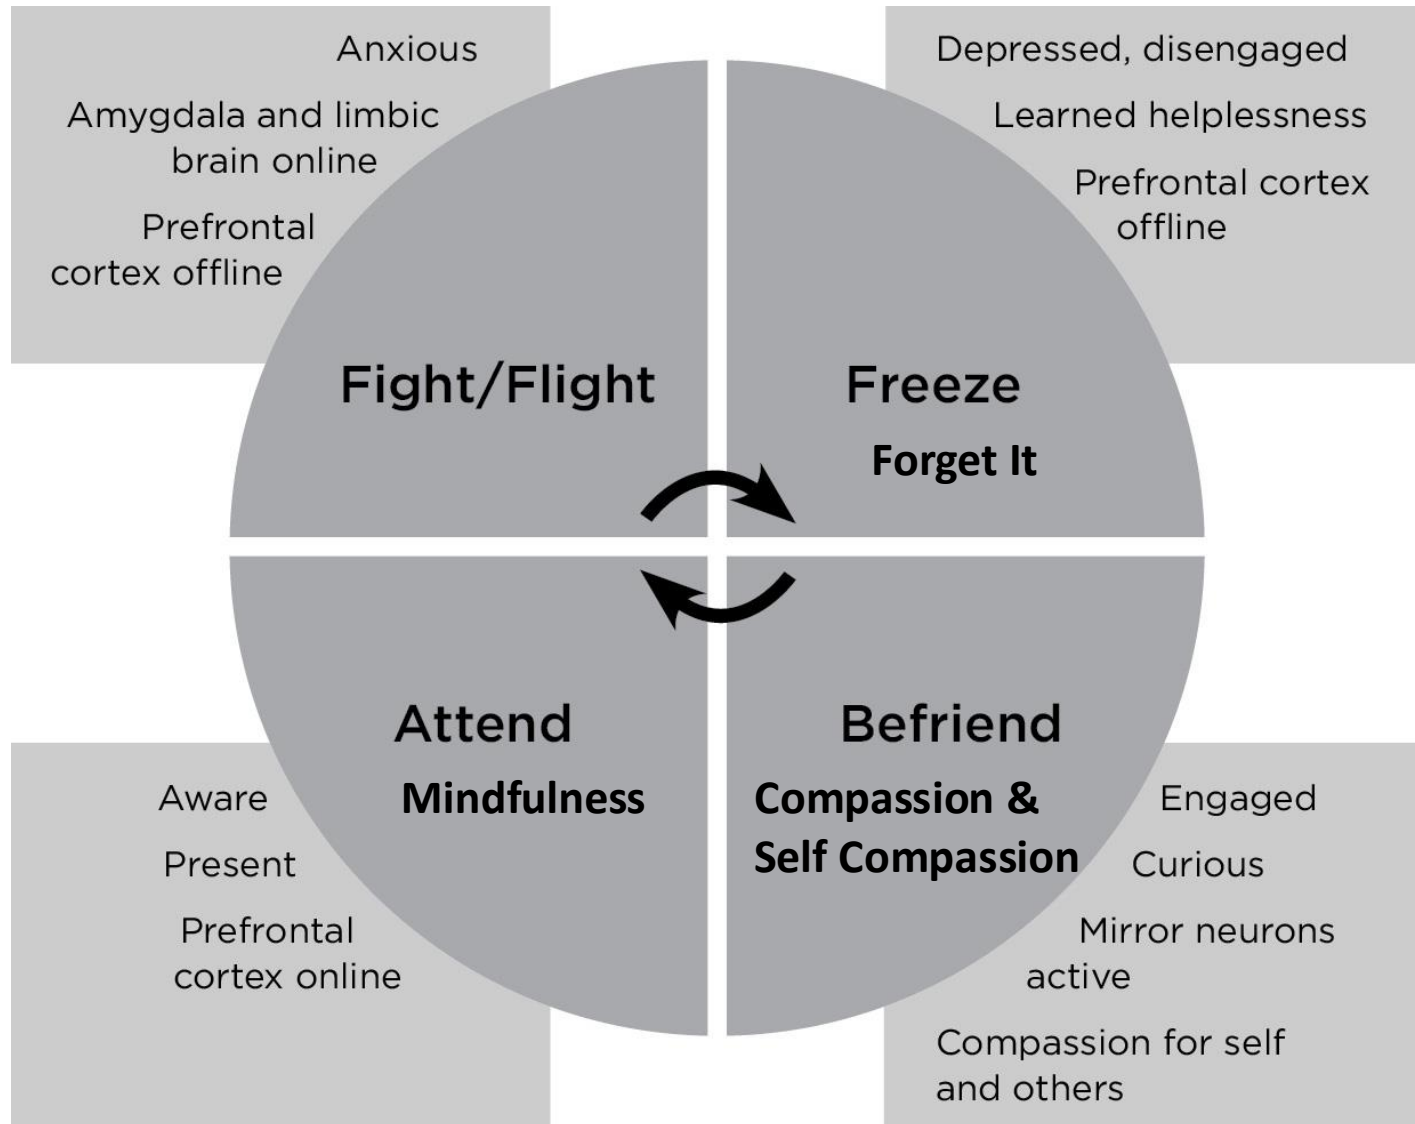 Anxious
Amygdala and limbic
brain online
Prefrontal
cortex offline
Depressed, disengaged
Learned helplessness
Prefrontal cortex
offline
Fight/Flight
Freeze
Forget It
Attend
Mindfulness
Befriend
Compassion &
Self Compassion
Aware
Present
Prefrontal
cortex online
Engaged
Curious
Mirror neurons
active
Compassion for self
and others